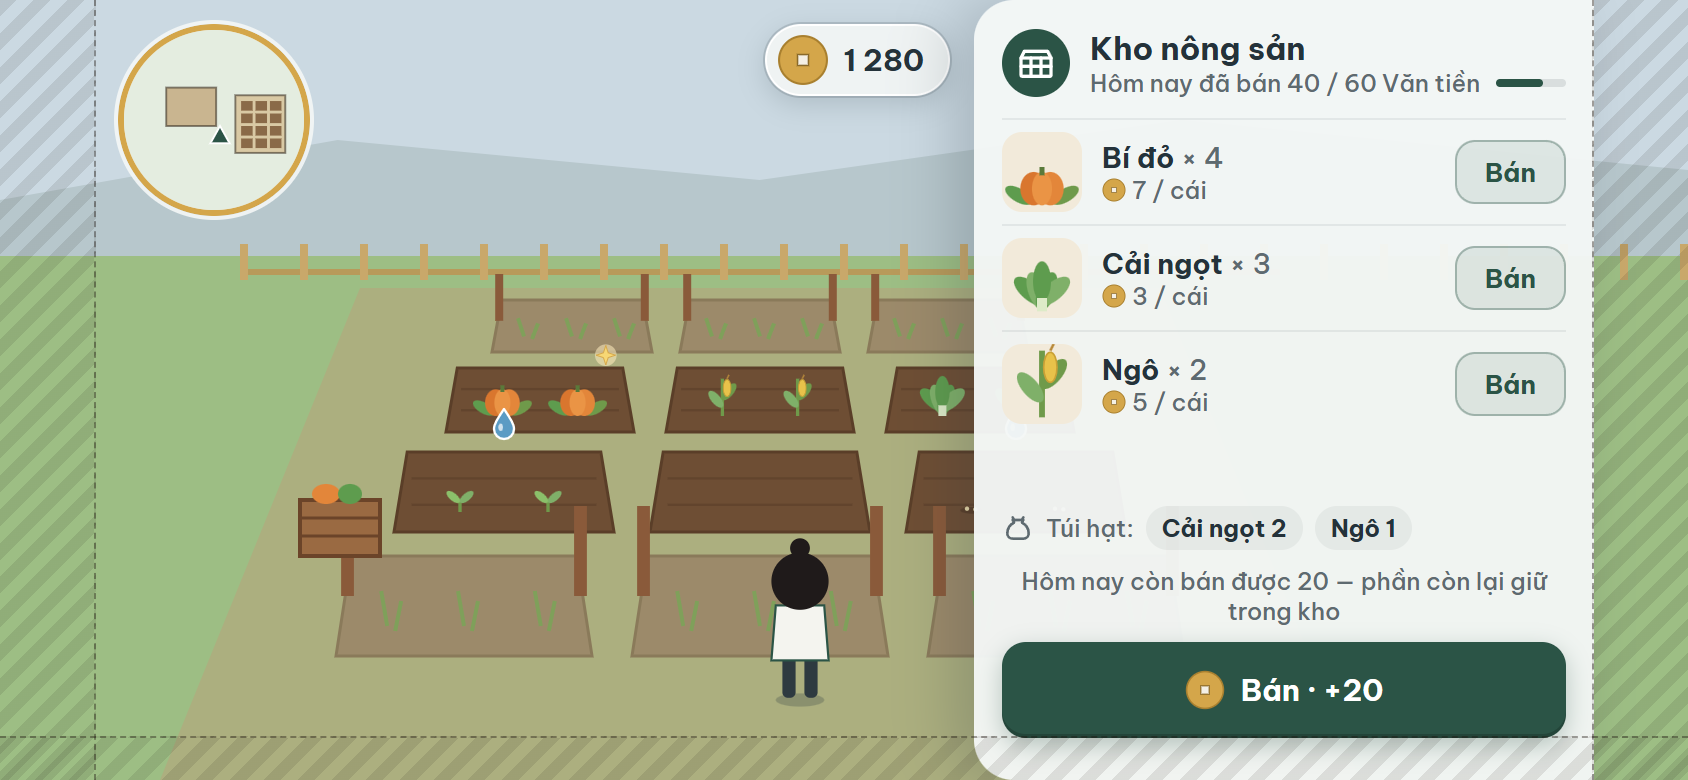 1 280
Kho nông sản
Hôm nay đã bán 40 / 60 Văn tiền
Bí đỏ × 4
7 / cái
Bán
Cải ngọt × 3
3 / cái
Bán
Ngô × 2
5 / cái
Bán
Túi hạt: Cải ngọt 2 Ngô 1
Hôm nay còn bán được 20 – phần còn lại giữ
trong kho
Bán · +20